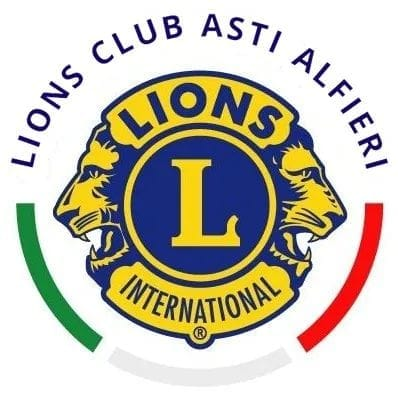 LIONS CLUB ASTI ALFIERI
LIONS
L
INTERNATIONAL
®